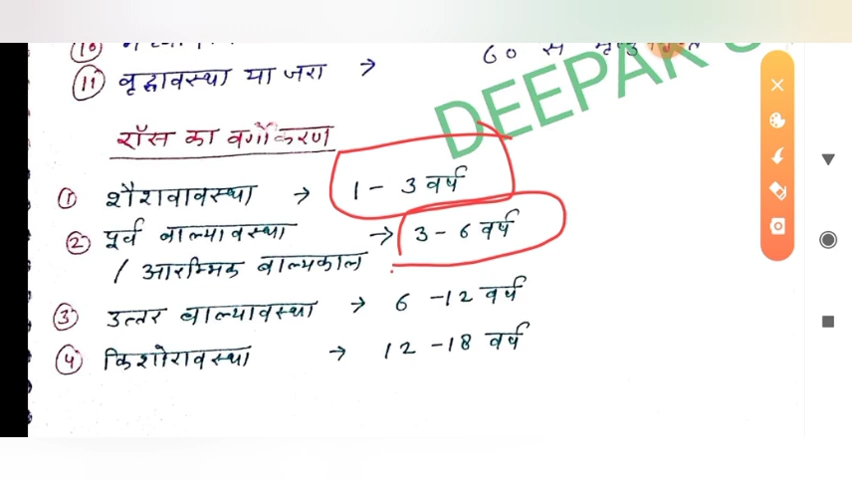 (11) वृद्धावस्था या जरा → 60 से
DEEPAK
रॉस का वर्गीकरण
① शैशवावस्था → 1 - 3 वर्ष
② पूर्व बाल्यावस्था → 3 - 6 वर्ष
/ आरम्भिक बाल्यकाल
③ उत्तर बाल्यावस्था → 6 - 12 वर्ष
④ किशोरावस्था → 12 - 18 वर्ष